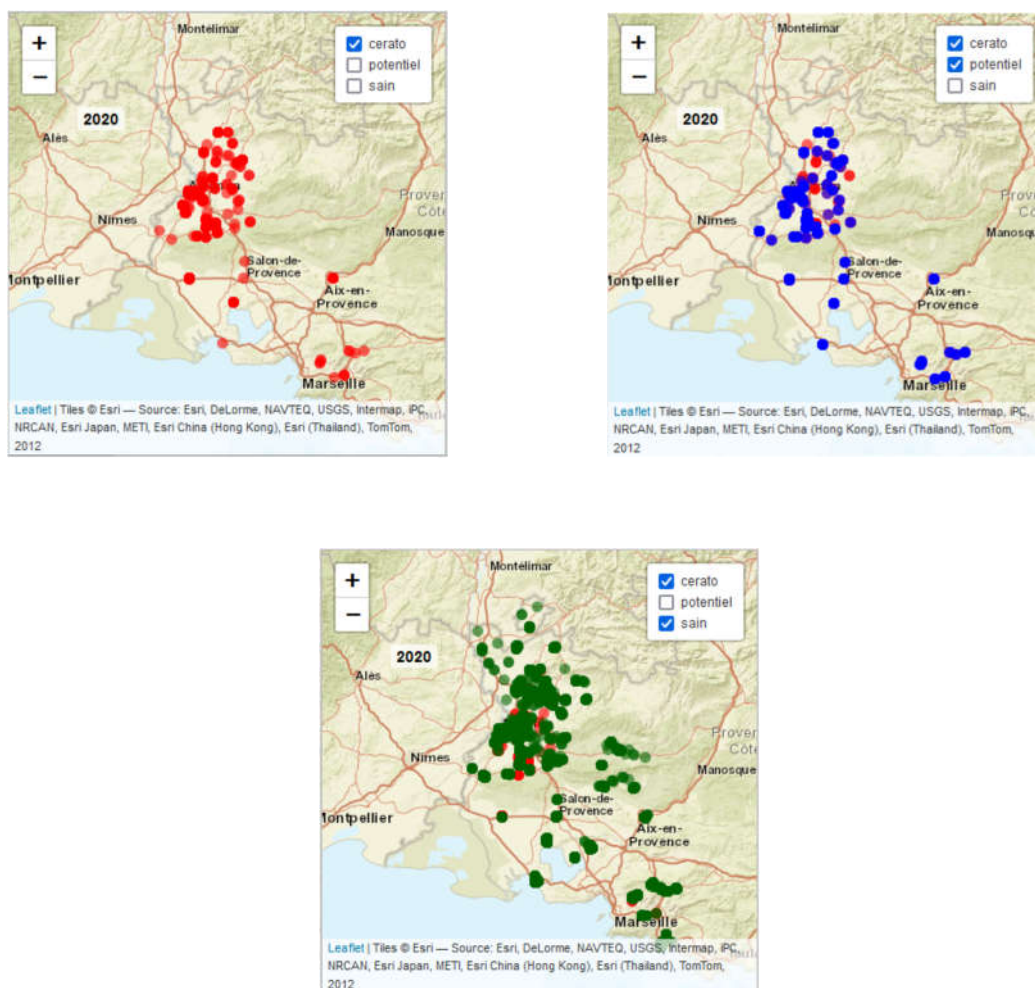 Montélimar
+
−
cerato
potentiel
sain
2020
Alès
Nîmes
Manosque
Salon-de-
Provence
Montpellier
Aix-en-
Provence
Marseille
Leaflet | Tiles © Esri — Source: Esri, DeLorme, NAVTEQ, USGS, Intermap, iPC,
NRCAN, Esri Japan, METI, Esri China (Hong Kong), Esri (Thailand), TomTom,
2012
Montélimar
+
−
cerato
potentiel
sain
2020
Alès
Nîmes
Manosque
Salon-de-
Provence
Montpellier
Aix-en-
Provence
Marseille
Leaflet | Tiles © Esri — Source: Esri, DeLorme, NAVTEQ, USGS, Intermap, iPC,
NRCAN, Esri Japan, METI, Esri China (Hong Kong), Esri (Thailand), TomTom,
2012
Montélimar
+
−
cerato
potentiel
sain
2020
Alès
Nîmes
Manosque
Salon-de-
Provence
Montpellier
Aix-en-
Provence
Marseille
Leaflet | Tiles © Esri — Source: Esri, DeLorme, NAVTEQ, USGS, Intermap, iPC,
NRCAN, Esri Japan, METI, Esri China (Hong Kong), Esri (Thailand), TomTom,
2012